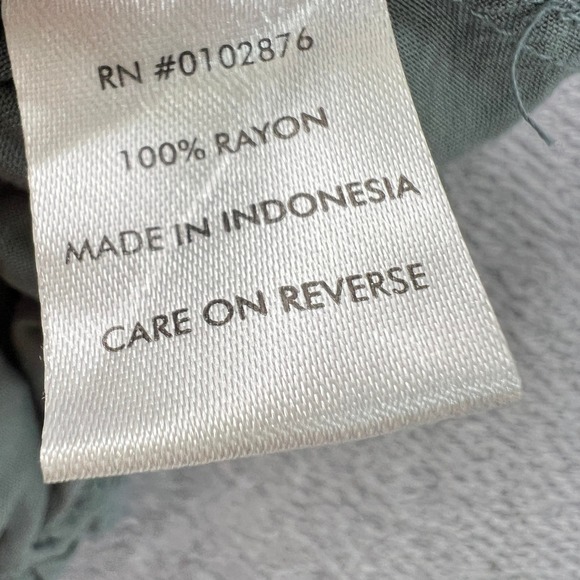 RN #0102876
100% RAYON
MADE IN INDONESIA
CARE ON REVERSE